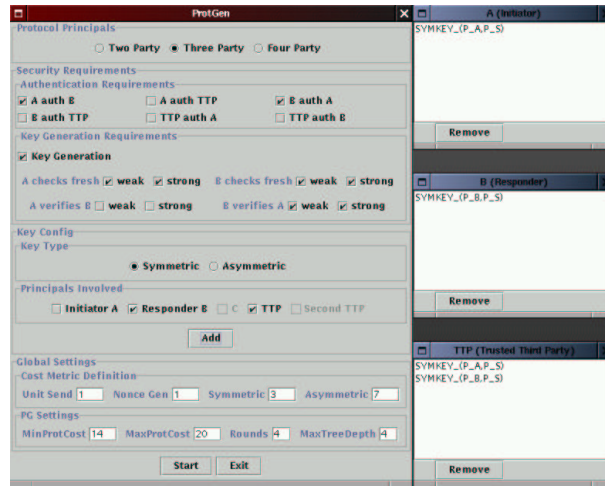 ProtGen
Protocol Principals
Two Party Three Party Four Party
Security Requirements
Authentication Requirements
A auth B A auth TTP B auth A
B auth TTP TTP auth A TTP auth B
Key Generation Requirements
Key Generation
A checks fresh weak strong B checks fresh weak strong
A verifies B weak strong B verifies A weak strong
Key Config
Key Type
Symmetric Asymmetric
Principals Involved
Initiator A Responder B C TTP Second TTP
Add
Global Settings
Cost Metric Definition
Unit Send 1 Nonce Gen 1 Symmetric 3 Asymmetric 7
PG Settings
MinProtCost 14 MaxProtCost 20 Rounds 4 MaxTreeDepth 4
Start Exit
A (Initiator)
SYMKEY_(P_A,P_S)
Remove
B (Responder)
SYMKEY_(P_B,P_S)
Remove
TTP (Trusted Third Party)
SYMKEY_(P_A,P_S)
SYMKEY_(P_B,P_S)
Remove